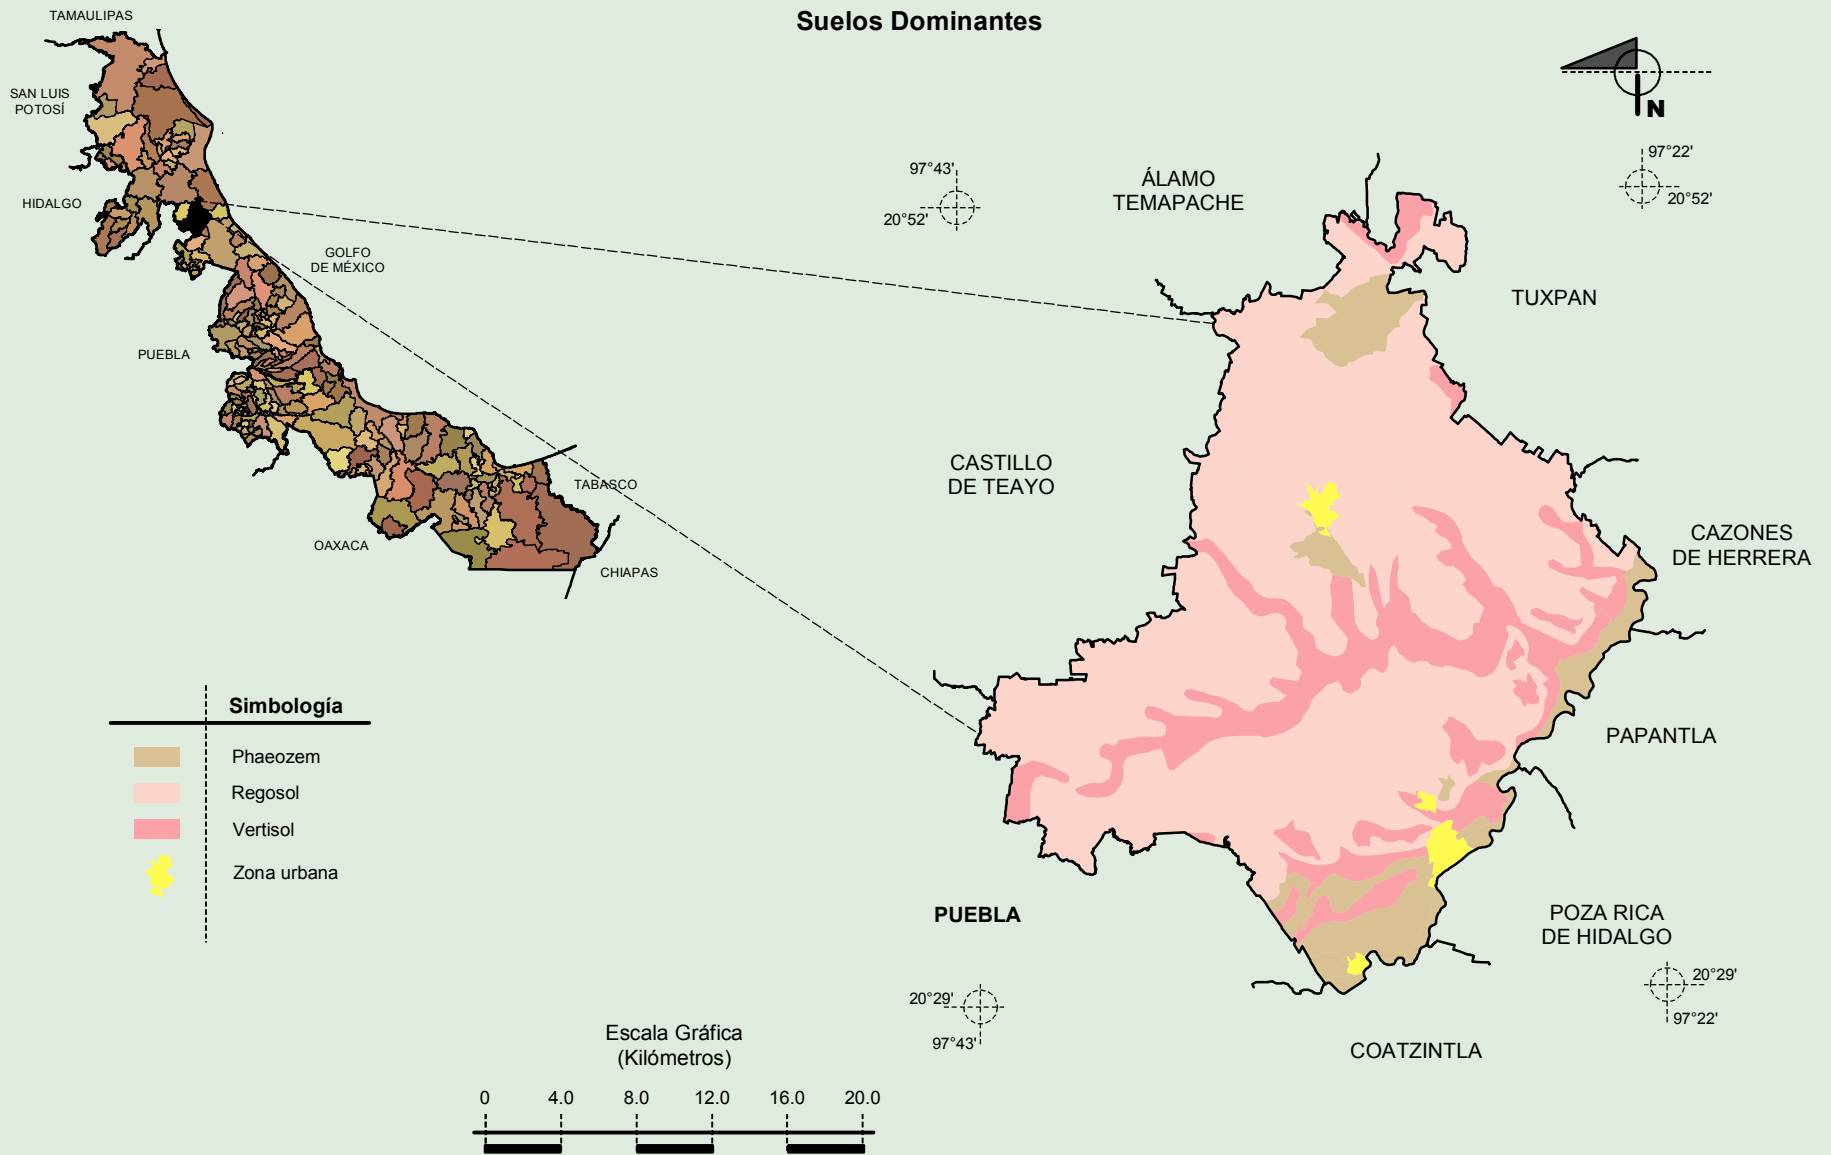 Suelos Dominantes
TAMAULIPAS
SAN LUIS
POTOSÍ
HIDALGO
GOLFO
DE MÉXICO
PUEBLA
TABASCO
OAXACA
CHIAPAS
N
97°43'
20°52'
97°22'
20°52'
ÁLAMO
TEMAPACHE
TUXPAN
CASTILLO
DE TEAYO
CAZONES
DE HERRERA
PAPANTLA
PUEBLA
POZA RICA
DE HIDALGO
COATZINTLA
20°29'
97°43'
20°29'
97°22'
Simbología
Phaeozem
Regosol
Vertisol
Zona urbana
Escala Gráfica
(Kilómetros)
0 4.0 8.0 12.0 16.0 20.0